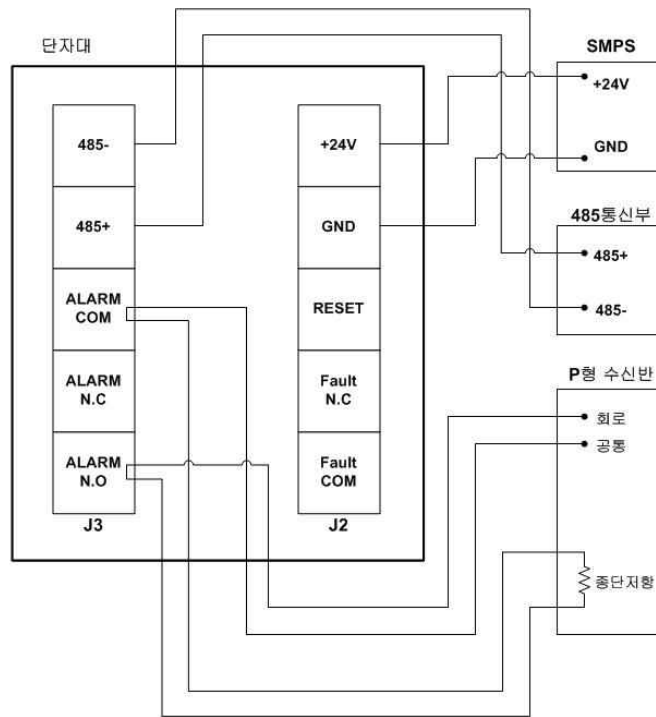 단자대
485-
485+
ALARM
COM
ALARM
N.C
ALARM
N.O
J3
+24V
GND
RESET
Fault
N.C
Fault
COM
J2
SMPS
+24V
GND
485통신부
485+
485-
P형 수신반
회로
공통
종단저항